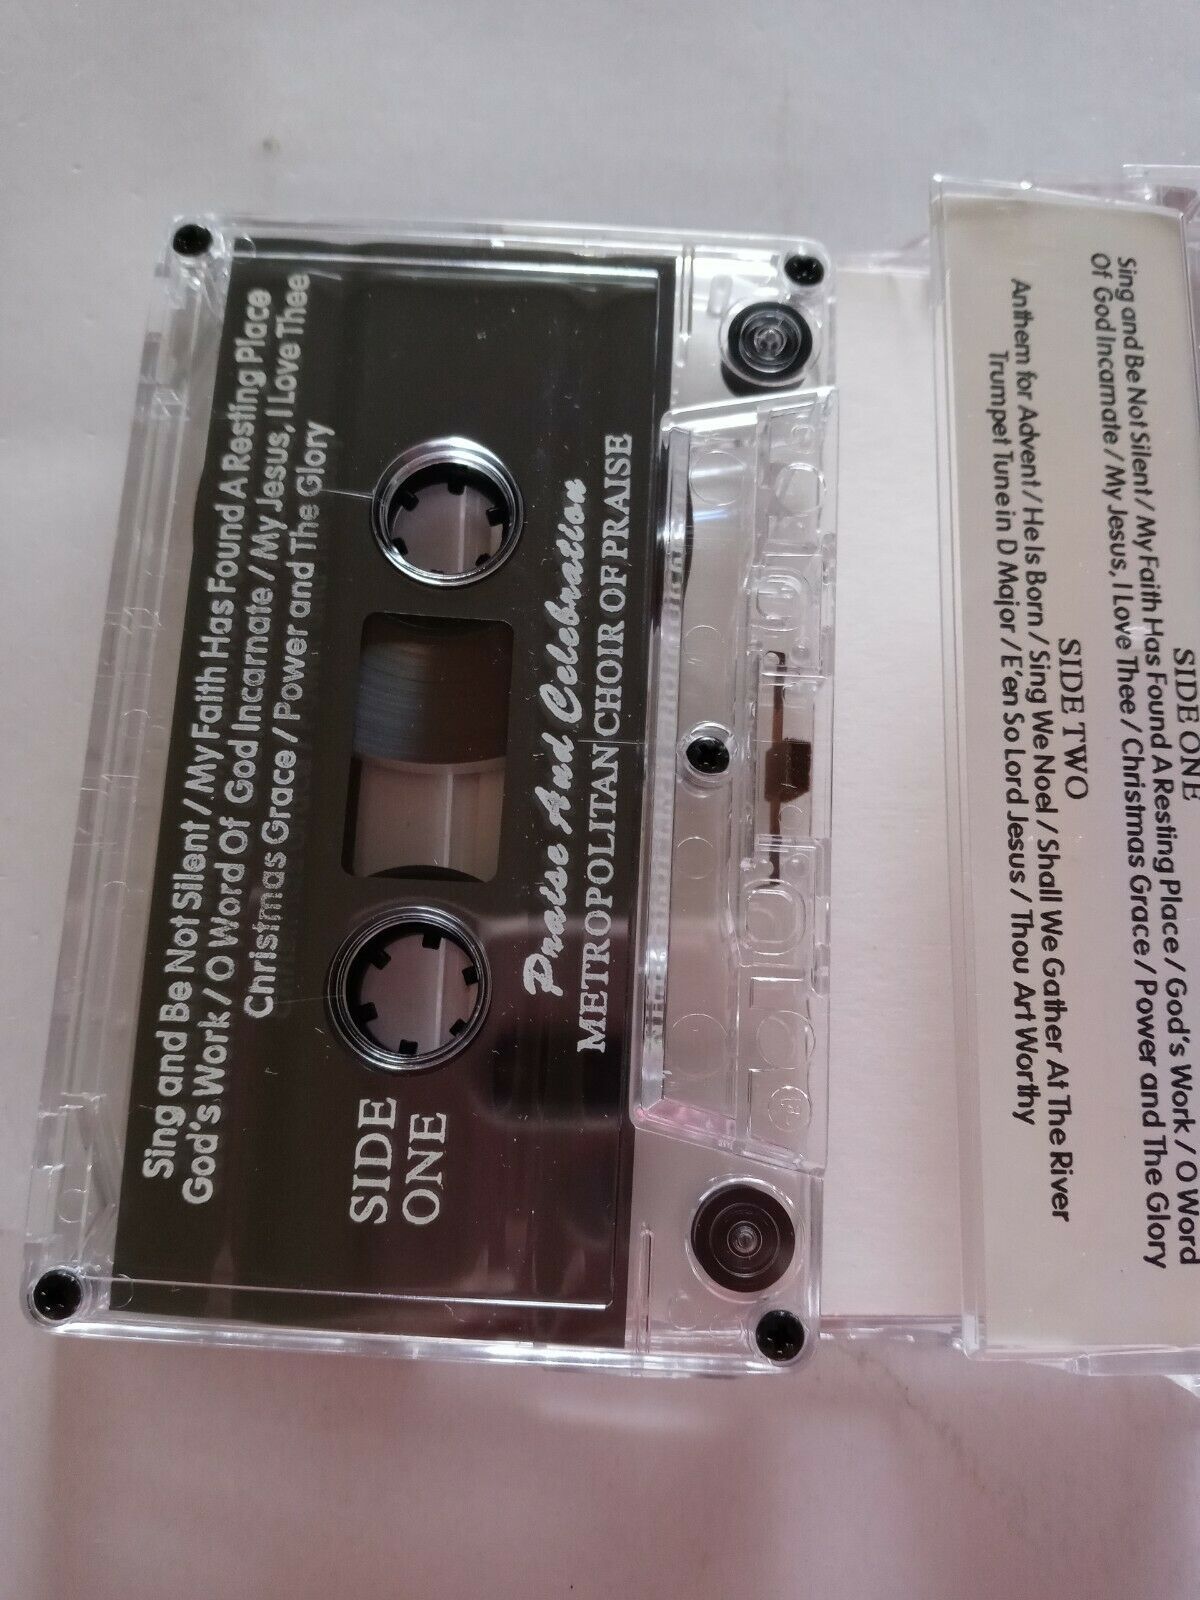 Sing and Be Not Silent / My Faith Has Found A Resting Place
God's Work / O Word Of God Incarnate / My Jesus, I Love Thee
Christmas Grace / Power and The Glory
SIDE
ONE
Praise And Celebration
METROPOLITAN CHOIR OF PRAISE
SIDE ONE
Sing and Be Not Silent / My Faith Has Found A Resting Place / God's Work / O Word
Of God Incarnate / My Jesus, I Love Thee / Christmas Grace / Power and The Glory
SIDE TWO
Anthem for Advent / He Is Born / Sing We Noel / Shall We Gather At The River
Trumpet Tune in D Major / E'en So Lord Jesus / Thou Art Worthy